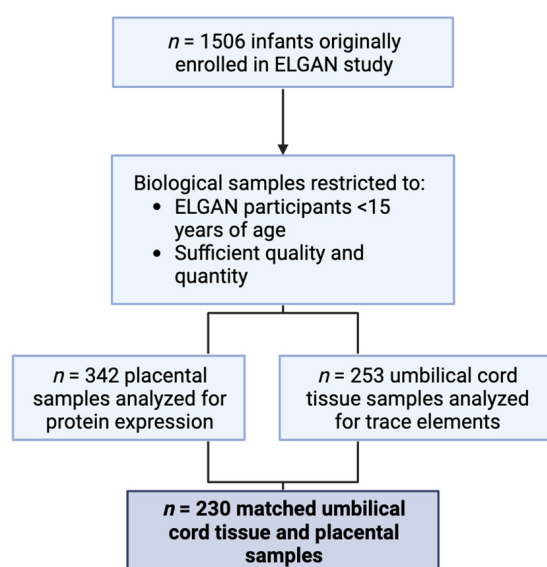 n = 1506 infants originally
enrolled in ELGAN study
Biological samples restricted to:
• ELGAN participants <15
years of age
• Sufficient quality and
quantity
n = 342 placental
samples analyzed for
protein expression
n = 253 umbilical cord
tissue samples analyzed
for trace elements
n = 230 matched umbilical
cord tissue and placental
samples